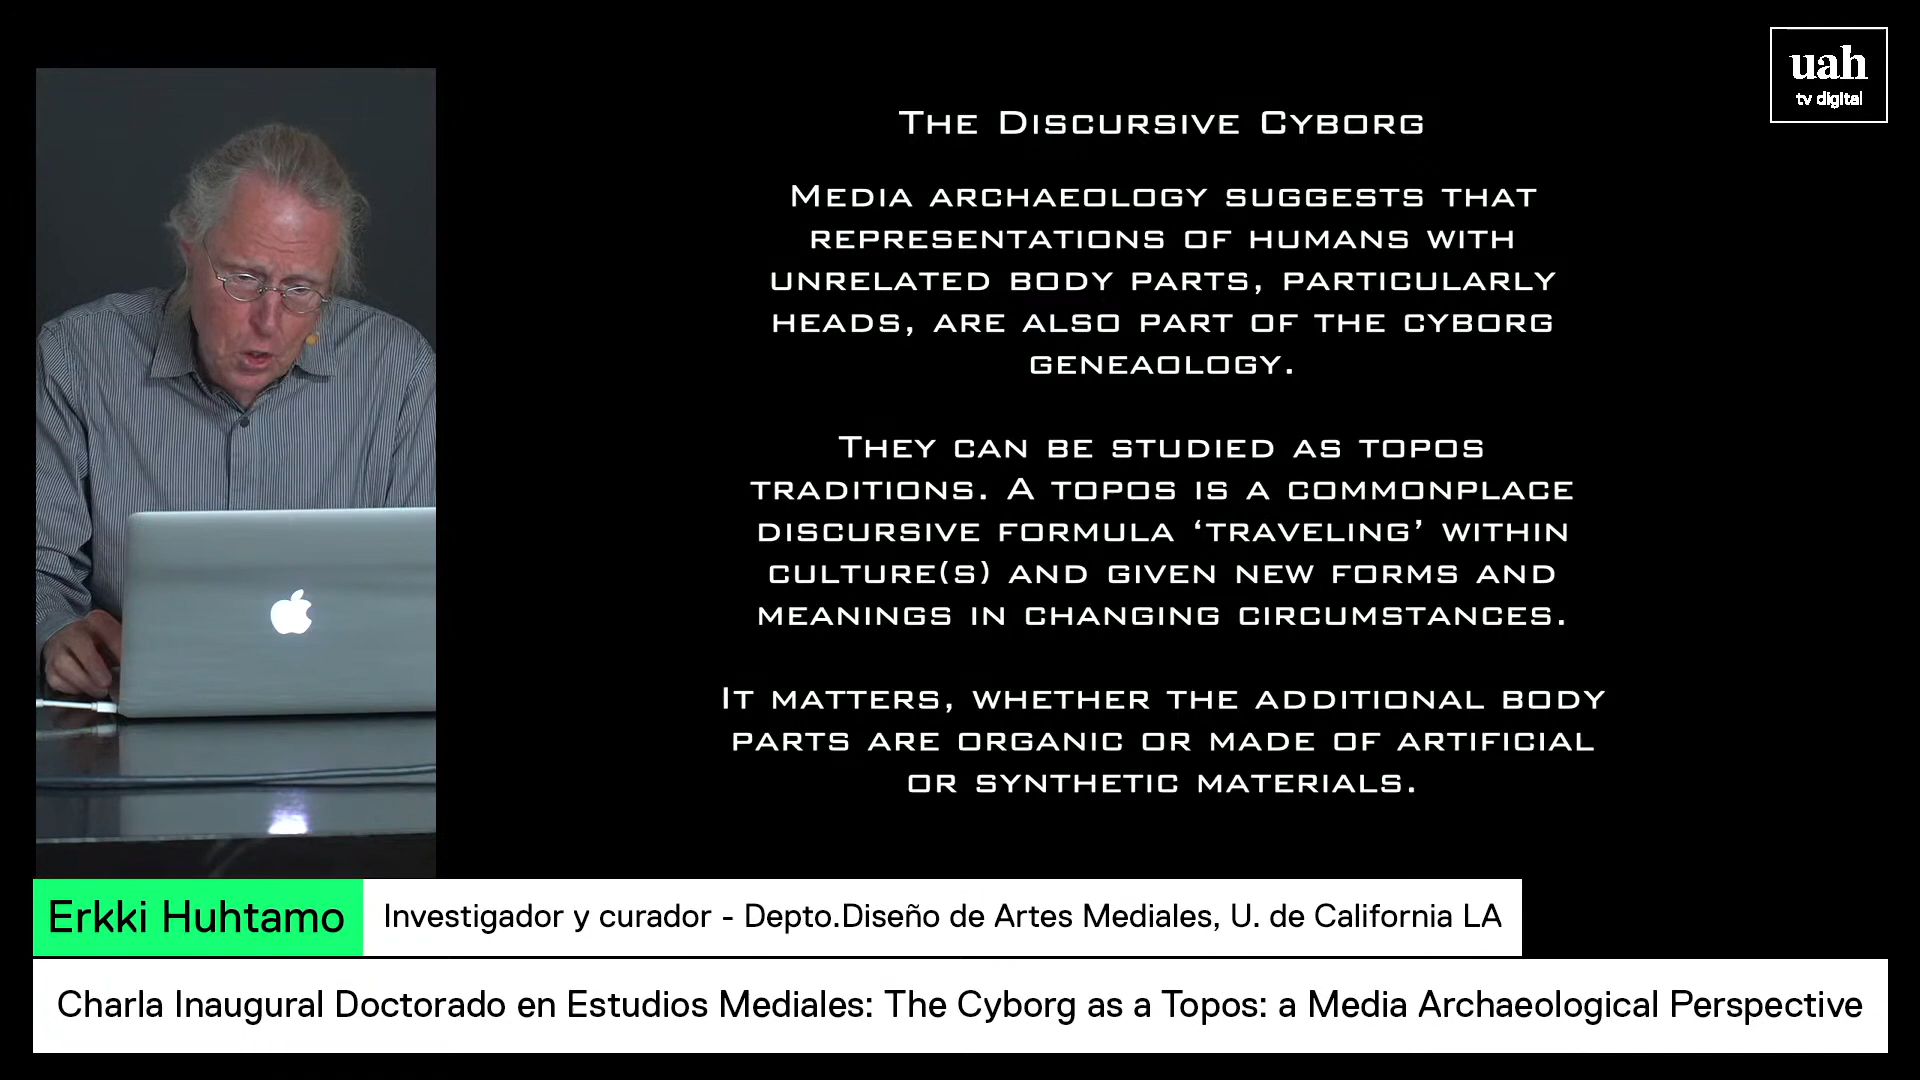 uah
tv digital
The Discursive Cyborg
Media archaeology suggests that
representations of humans with
unrelated body parts, particularly
heads, are also part of the cyborg
geneaology.
They can be studied as topos
traditions. A topos is a commonplace
discursive formula ‘traveling’ within
culture(s) and given new forms and
meanings in changing circumstances.
It matters, whether the additional body
parts are organic or made of artificial
or synthetic materials.
Erkki Huhtamo
Investigador y curador - Depto.Diseño de Artes Mediales, U. de California LA
Charla Inaugural Doctorado en Estudios Mediales: The Cyborg as a Topos: a Media Archaeological Perspective